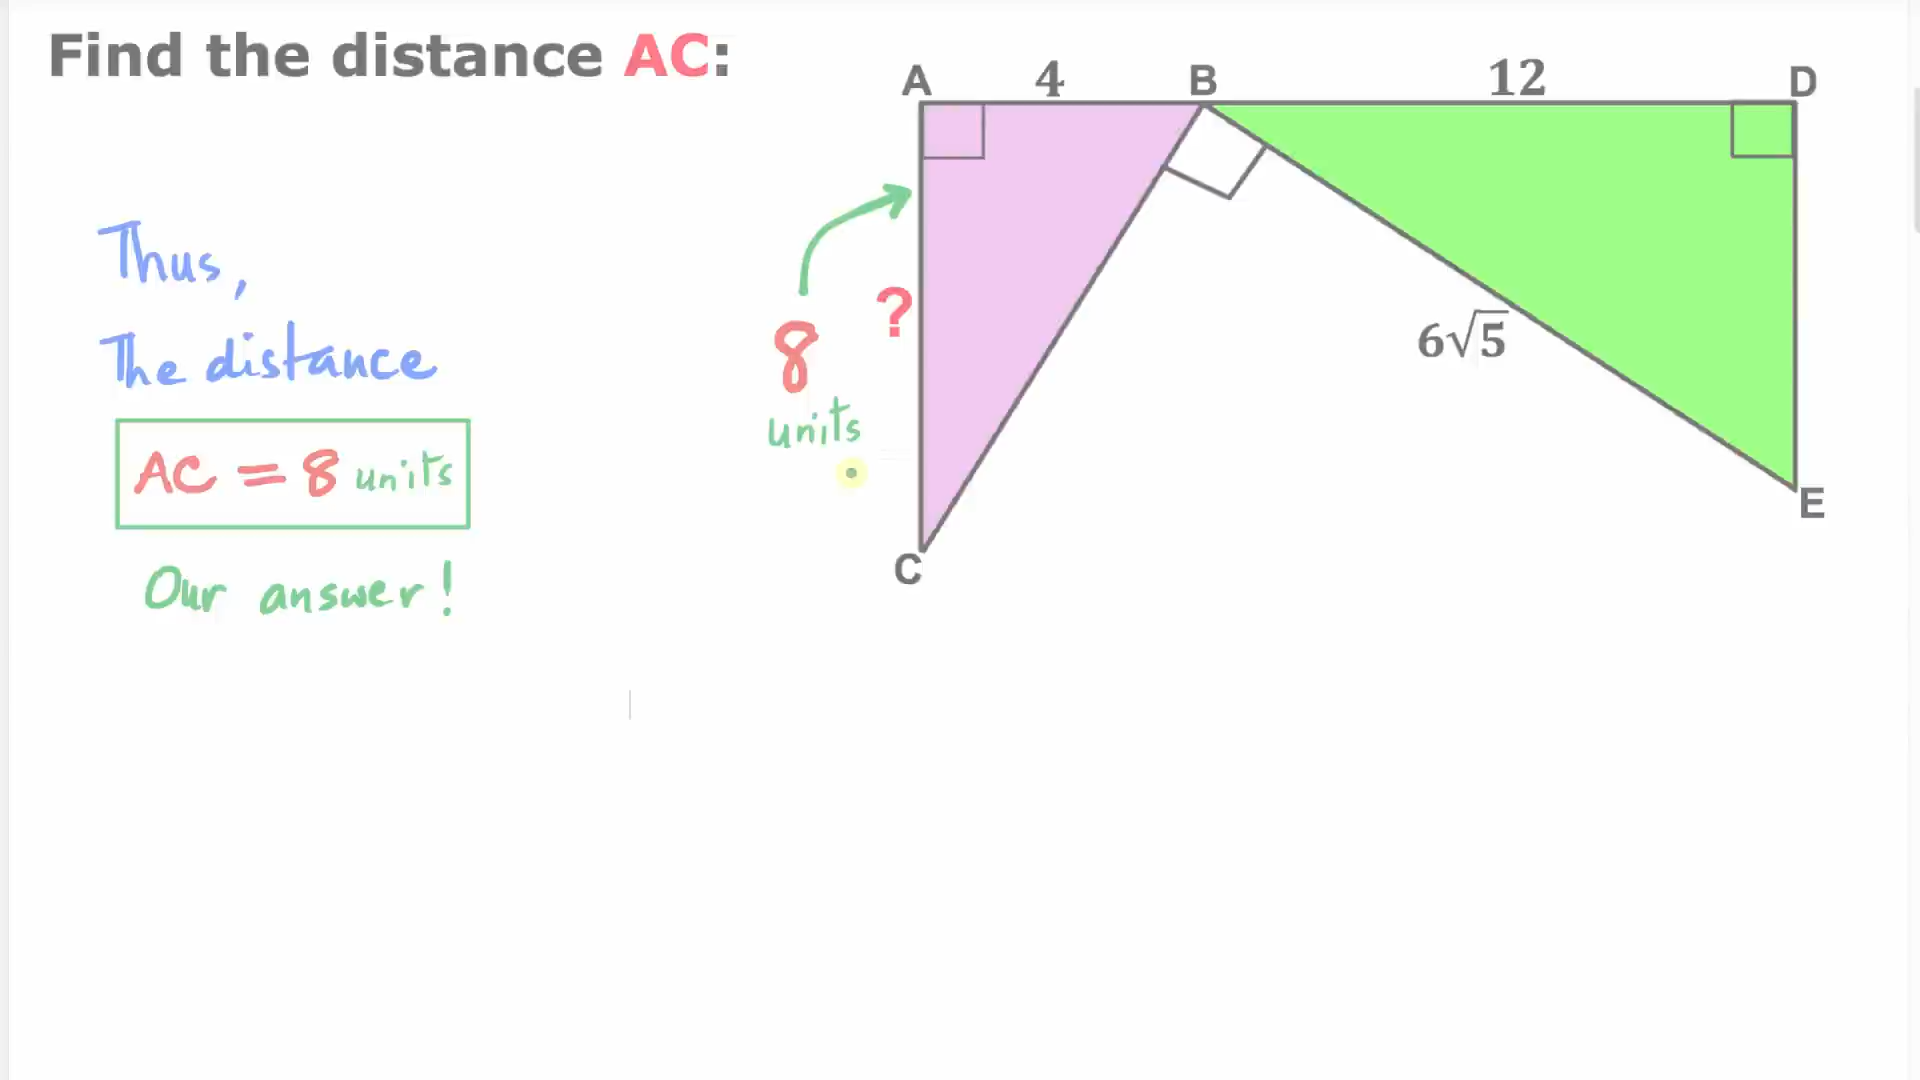 Find the distance AC:
A 4 B 12 D
Thus,
The distance
AC = 8 units
Our answer!
?
8
units
6√5
E
C